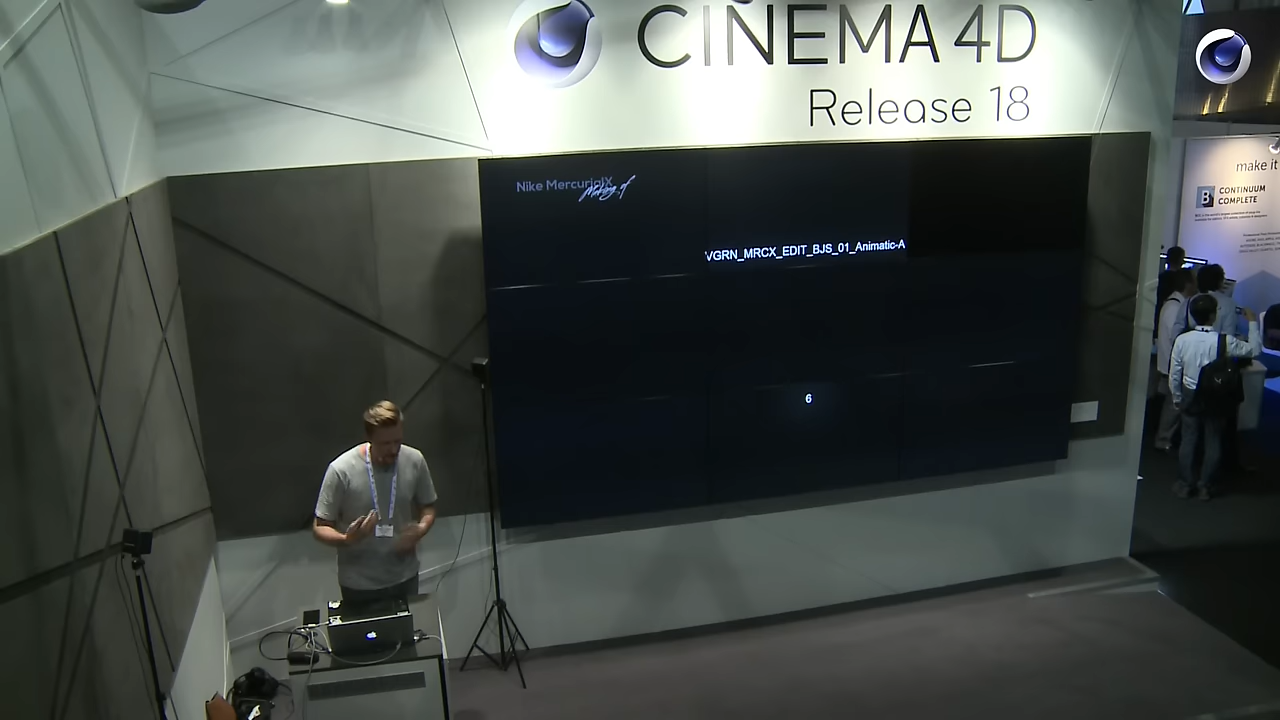 CINEMA 4D
Release 18
Nike MercurialX
Making of
VGRN_MRCX_EDIT_BJS_01_Animatic-A
6
make it
B
CONTINUUM
COMPLETE